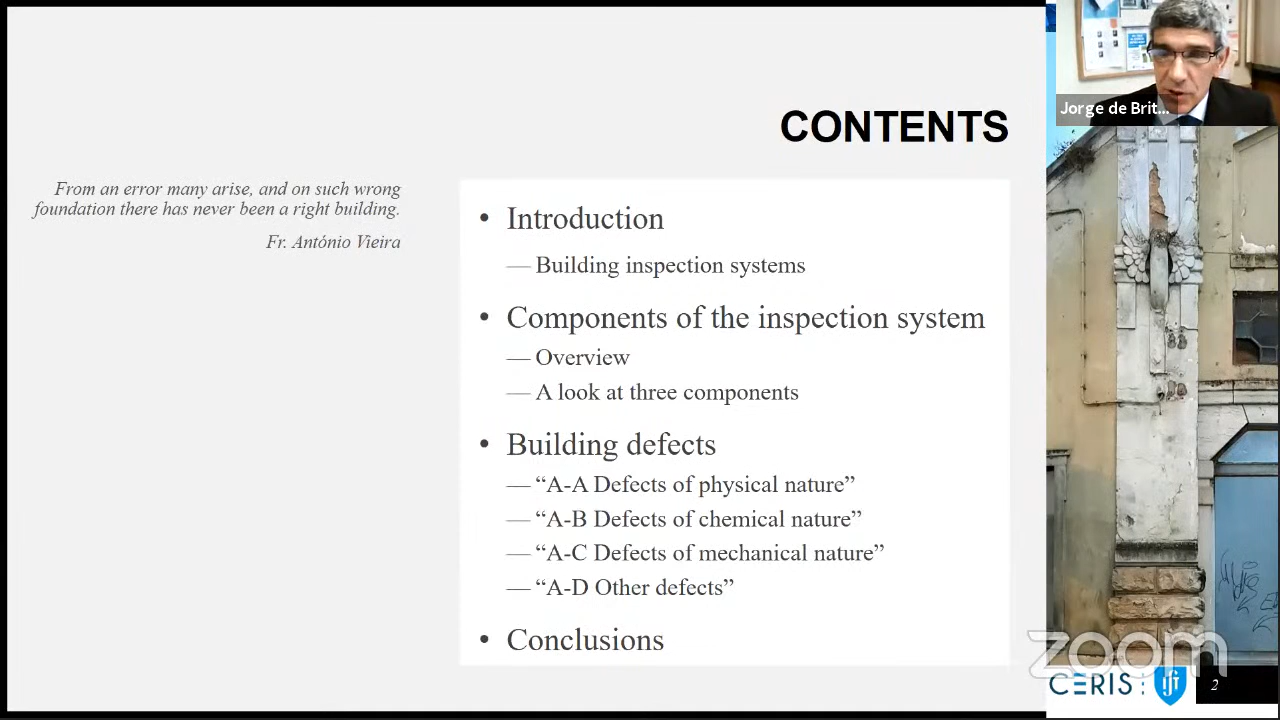 Jorge de Brit...
CONTENTS
From an error many arise, and on such wrong
foundation there has never been a right building.
Fr. António Vieira
• Introduction
— Building inspection systems
• Components of the inspection system
— Overview
— A look at three components
• Building defects
— “A-A Defects of physical nature”
— “A-B Defects of chemical nature”
— “A-C Defects of mechanical nature”
— “A-D Other defects”
• Conclusions
zoom
CERIS:
2